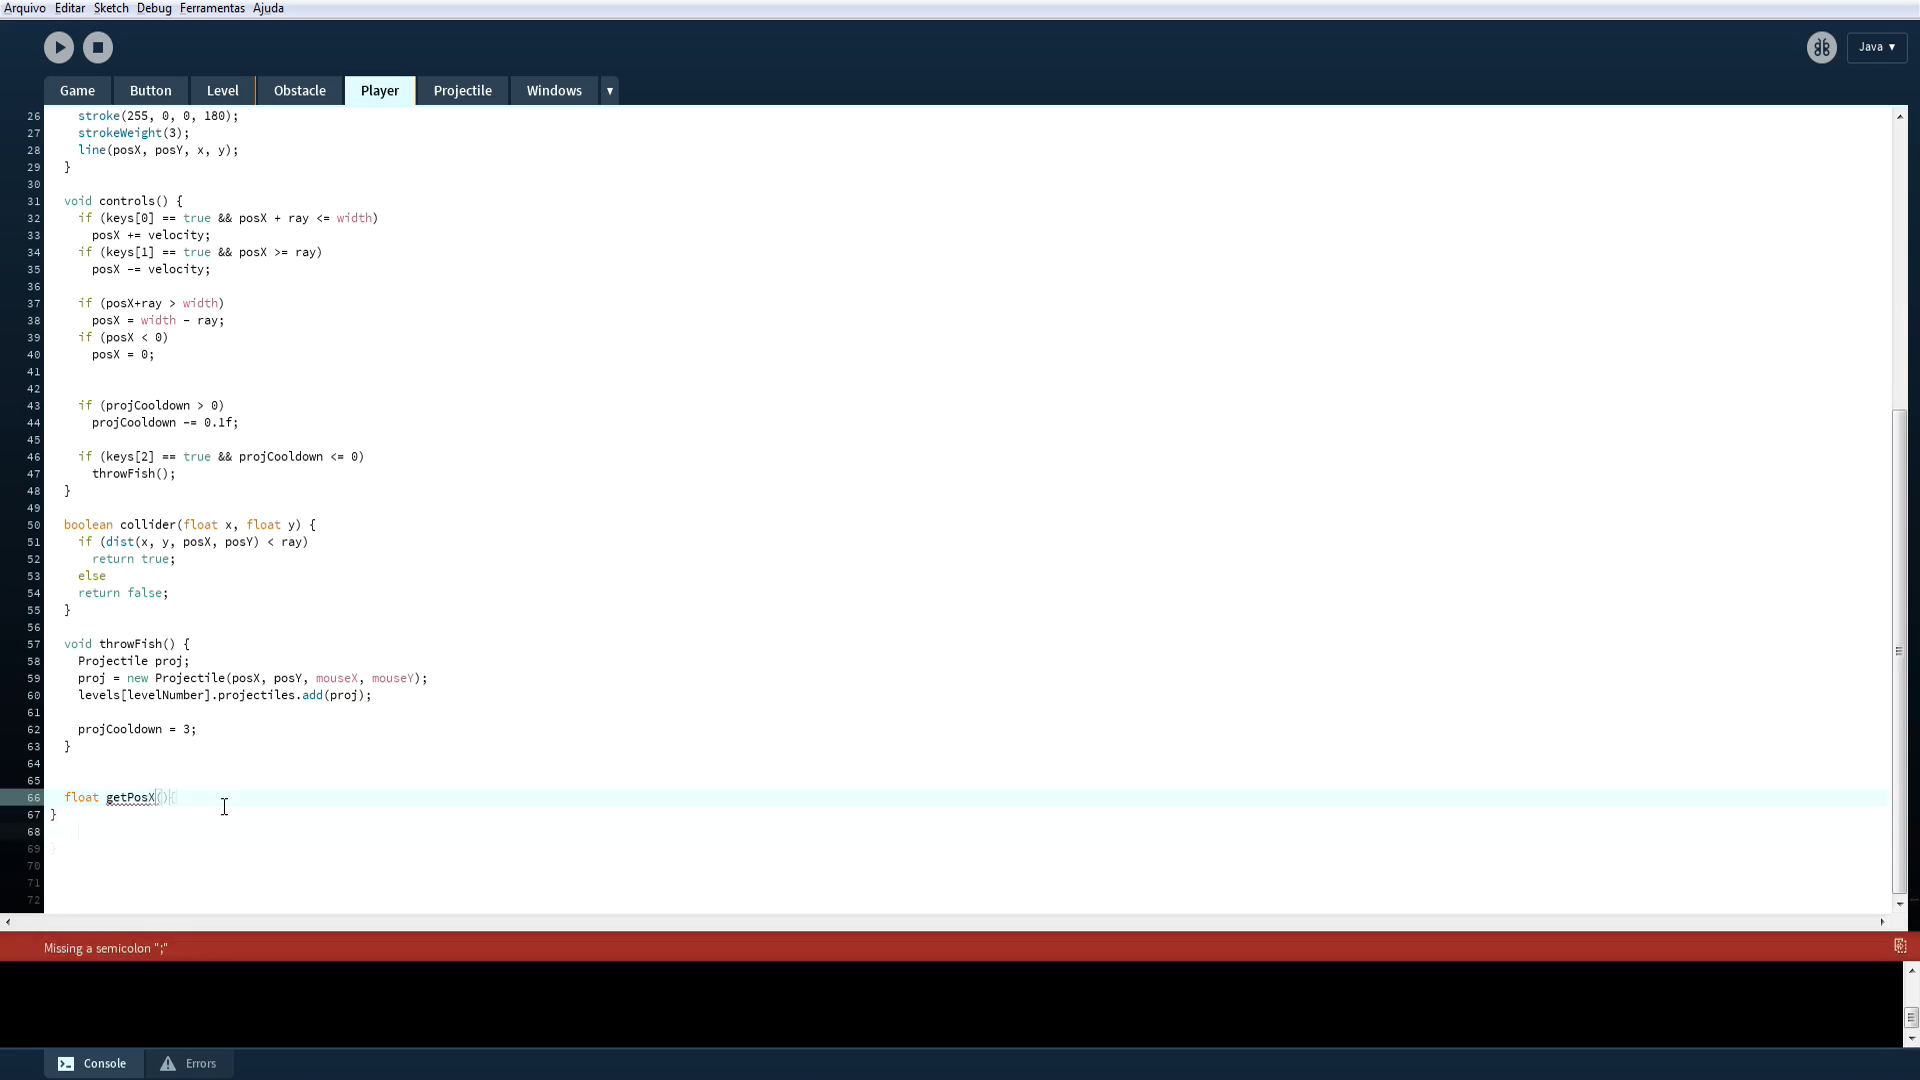 Arquivo Editar Sketch Debug Ferramentas Ajuda
Java ▾
Game Button Level Obstacle Player Projectile Windows ▾
26 stroke(255, 0, 0, 180);
27 strokeWeight(3);
28 line(posX, posY, x, y);
29 }
30
31 void controls() {
32 if (keys[0] == true && posX + ray <= width)
33 posX += velocity;
34 if (keys[1] == true && posX >= ray)
35 posX -= velocity;
36
37 if (posX+ray > width)
38 posX = width - ray;
39 if (posX < 0)
40 posX = 0;
41
42
43 if (projCooldown > 0)
44 projCooldown -= 0.1f;
45
46 if (keys[2] == true && projCooldown <= 0)
47 throwFish();
48 }
49
50 boolean collider(float x, float y) {
51 if (dist(x, y, posX, posY) < ray)
52 return true;
53 else
54 return false;
55 }
56
57 void throwFish() {
58 Projectile proj;
59 proj = new Projectile(posX, posY, mouseX, mouseY);
60 levels[levelNumber].projectiles.add(proj);
61
62 projCooldown = 3;
63 }
64
65
66 float getPosX(){
67 }
68
69 }
70
71
72
Missing a semicolon ";"
Console Errors